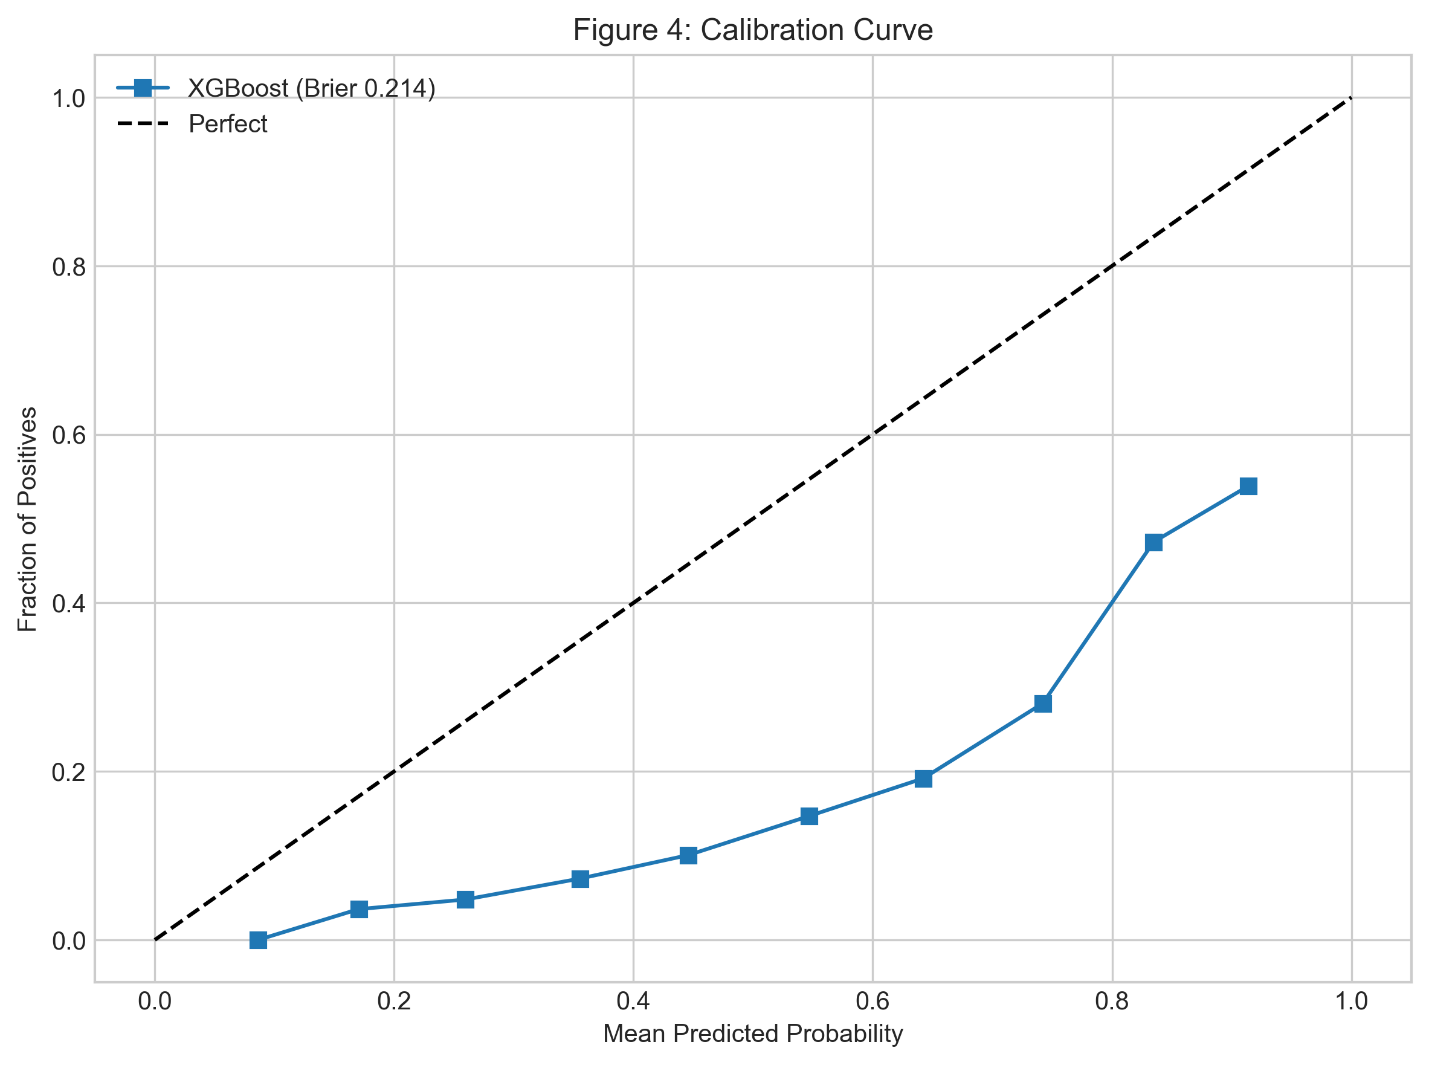 Figure 4: Calibration Curve
XGBoost (Brier 0.214)
Perfect
1.0
0.8
0.6
0.4
0.2
0.0
Fraction of Positives
0.0 0.2 0.4 0.6 0.8 1.0
Mean Predicted Probability